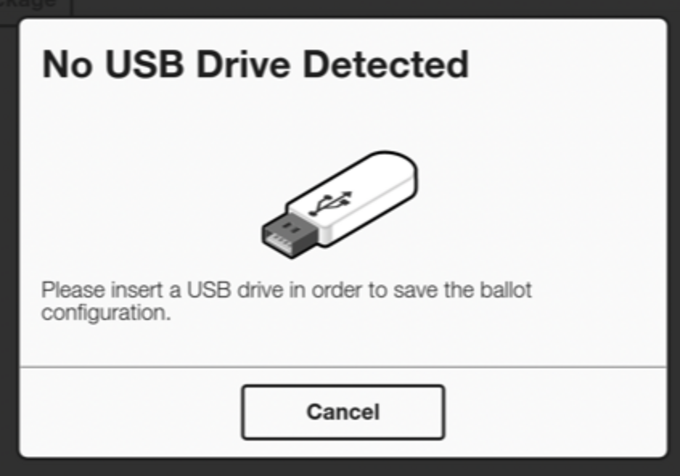 No USB Drive Detected
Please insert a USB drive in order to save the ballot
configuration.
Cancel